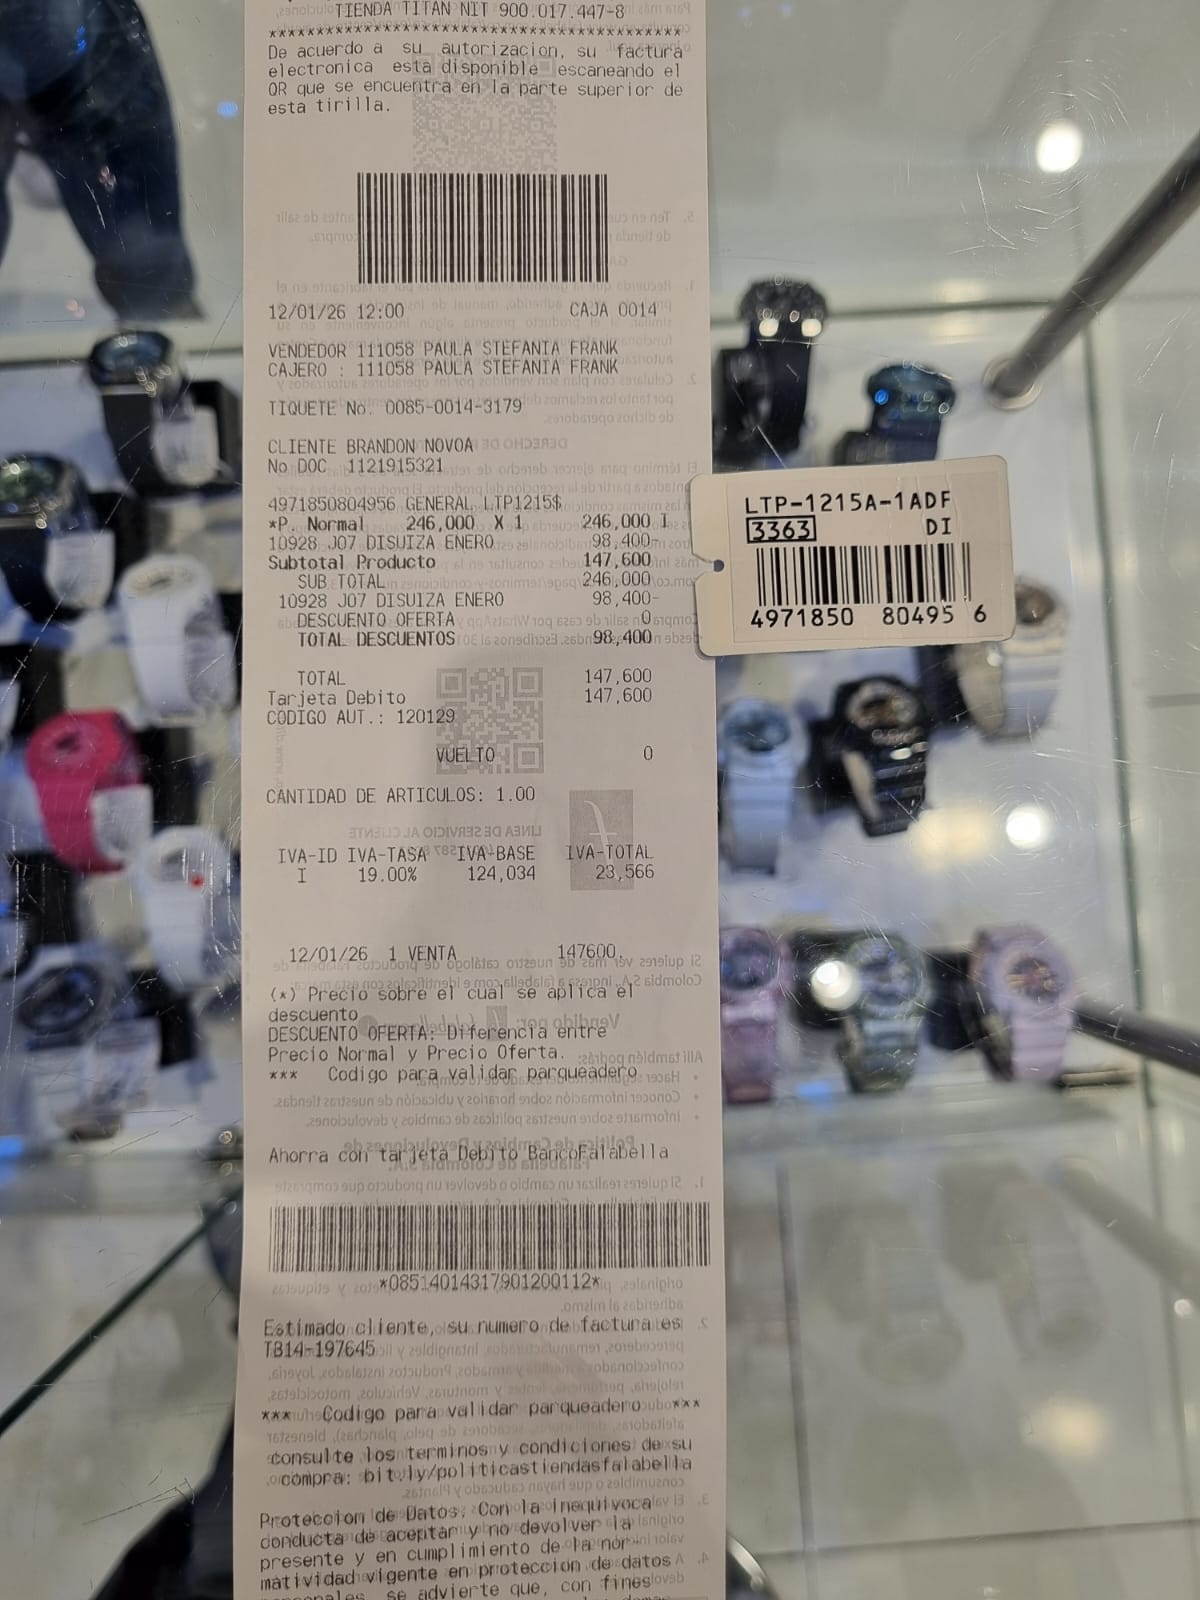 TIENDA TITAN NIT 900.017.447-8
******************************************
De acuerdo a su autorizacion, su factura
electronica esta disponible escaneando el
QR que se encuentra en la parte superior de
esta tirilla.
12/01/26 12:00 CAJA 0014
VENDEDOR 111058 PAULA STEFANIA FRANK
CAJERO : 111058 PAULA STEFANIA FRANK
TIQUETE No. 0085-0014-3179
CLIENTE BRANDON NOVOA
No DOC 1121915321
4971850804956 GENERAL LTP1215$
*P. Normal 246,000 X 1 246,000 I
10928 J07 DISUIZA ENERO 98,400-
Subtotal Producto 147,600
SUB TOTAL 246,000
10928 J07 DISUIZA ENERO 98,400-
DESCUENTO OFERTA 0
TOTAL DESCUENTOS 98,400
TOTAL 147,600
Tarjeta Debito 147,600
CODIGO AUT.: 120129
VUELTO 0
CANTIDAD DE ARTICULOS: 1.00
IVA-ID IVA-TASA IVA-BASE IVA-TOTAL
I 19.00% 124,034 23,566
12/01/26 1 VENTA 147600
(*) Precio sobre el cual se aplica el
descuento
DESCUENTO OFERTA: Diferencia entre
Precio Normal y Precio Oferta.
*** Codigo para validar parqueadero
Ahorra con tarjeta Debito BancoFalabella
*08514014317901200112*
Estimado cliente, su numero de factura es
TB14-197645
*** Codigo para validar parqueadero ***
consulte los terminos y condiciones de su
compra: bit.ly/politicastiendasfalabella
Proteccion de Datos: Con la inequivoca
conducta de aceptar y no devolver la
presente y en cumplimiento de la nor-
matividad vigente en proteccion de datos
personales, se advierte que, con fines
LTP-1215A-1ADF
3363 DI
4971850 80495 6